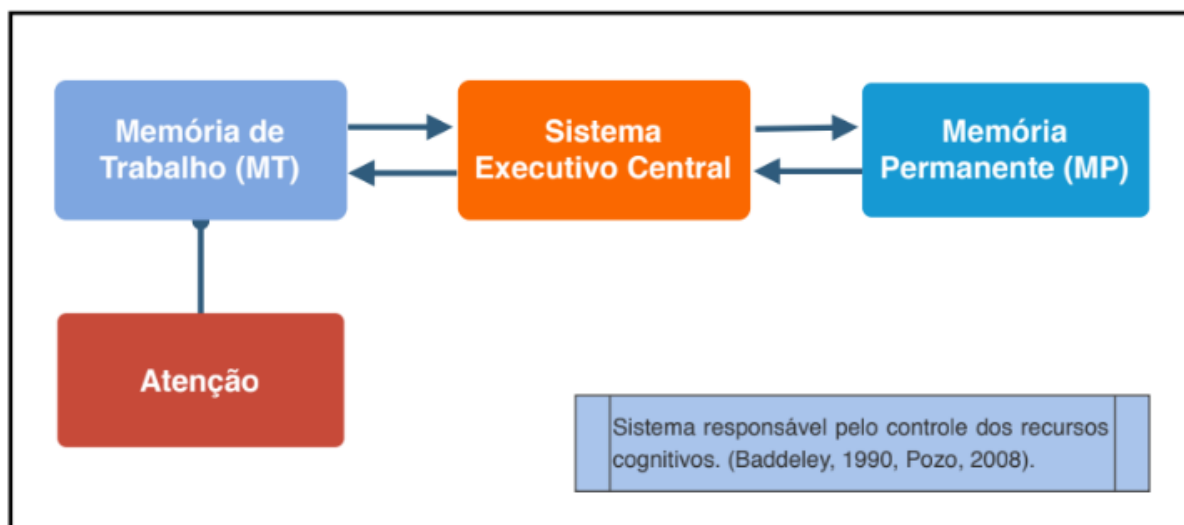 Memória de
Trabalho (MT)
Sistema
Executivo Central
Memória
Permanente (MP)
Atenção
Sistema responsável pelo controle dos recursos
cognitivos. (Baddeley, 1990, Pozo, 2008).